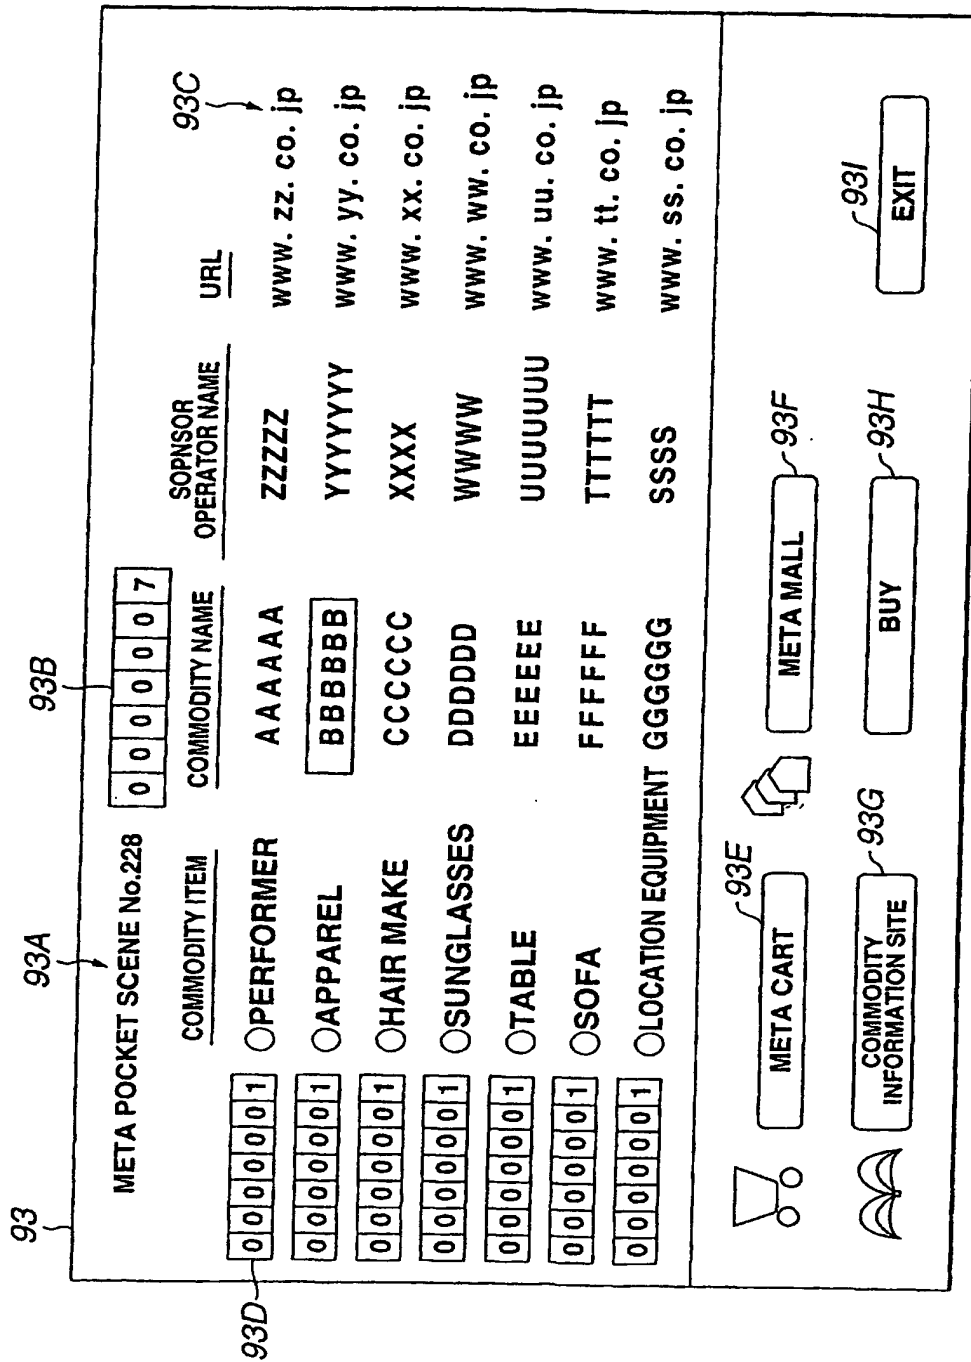 93
93A
93B
META POCKET SCENE No.228
0 0 0 0 0 0 7
93C
COMMODITY ITEM
COMMODITY NAME
SOPNSOR
OPERATOR NAME
URL
93D
0 0 0 0 0 0 1 ○PERFORMER AAAAAA ZZZZZ www. zz. co. jp
0 0 0 0 0 0 1 ○APPAREL BBBBBB YYYYYYY www. yy. co. jp
0 0 0 0 0 0 1 ○HAIR MAKE CCCCCC XXXX www. xx. co. jp
0 0 0 0 0 0 1 ○SUNGLASSES DDDDDD WWWW www. ww. co. jp
0 0 0 0 0 0 1 ○TABLE EEEEEE UUUUUUU www. uu. co. jp
0 0 0 0 0 0 1 ○SOFA FFFFFF TTTTTT www. tt. co. jp
0 0 0 0 0 0 1 ○LOCATION EQUIPMENT GGGGGG SSSS www. ss. co. jp
93E
META CART
93F
META MALL
93G
COMMODITY
INFORMATION SITE
93H
BUY
93I
EXIT